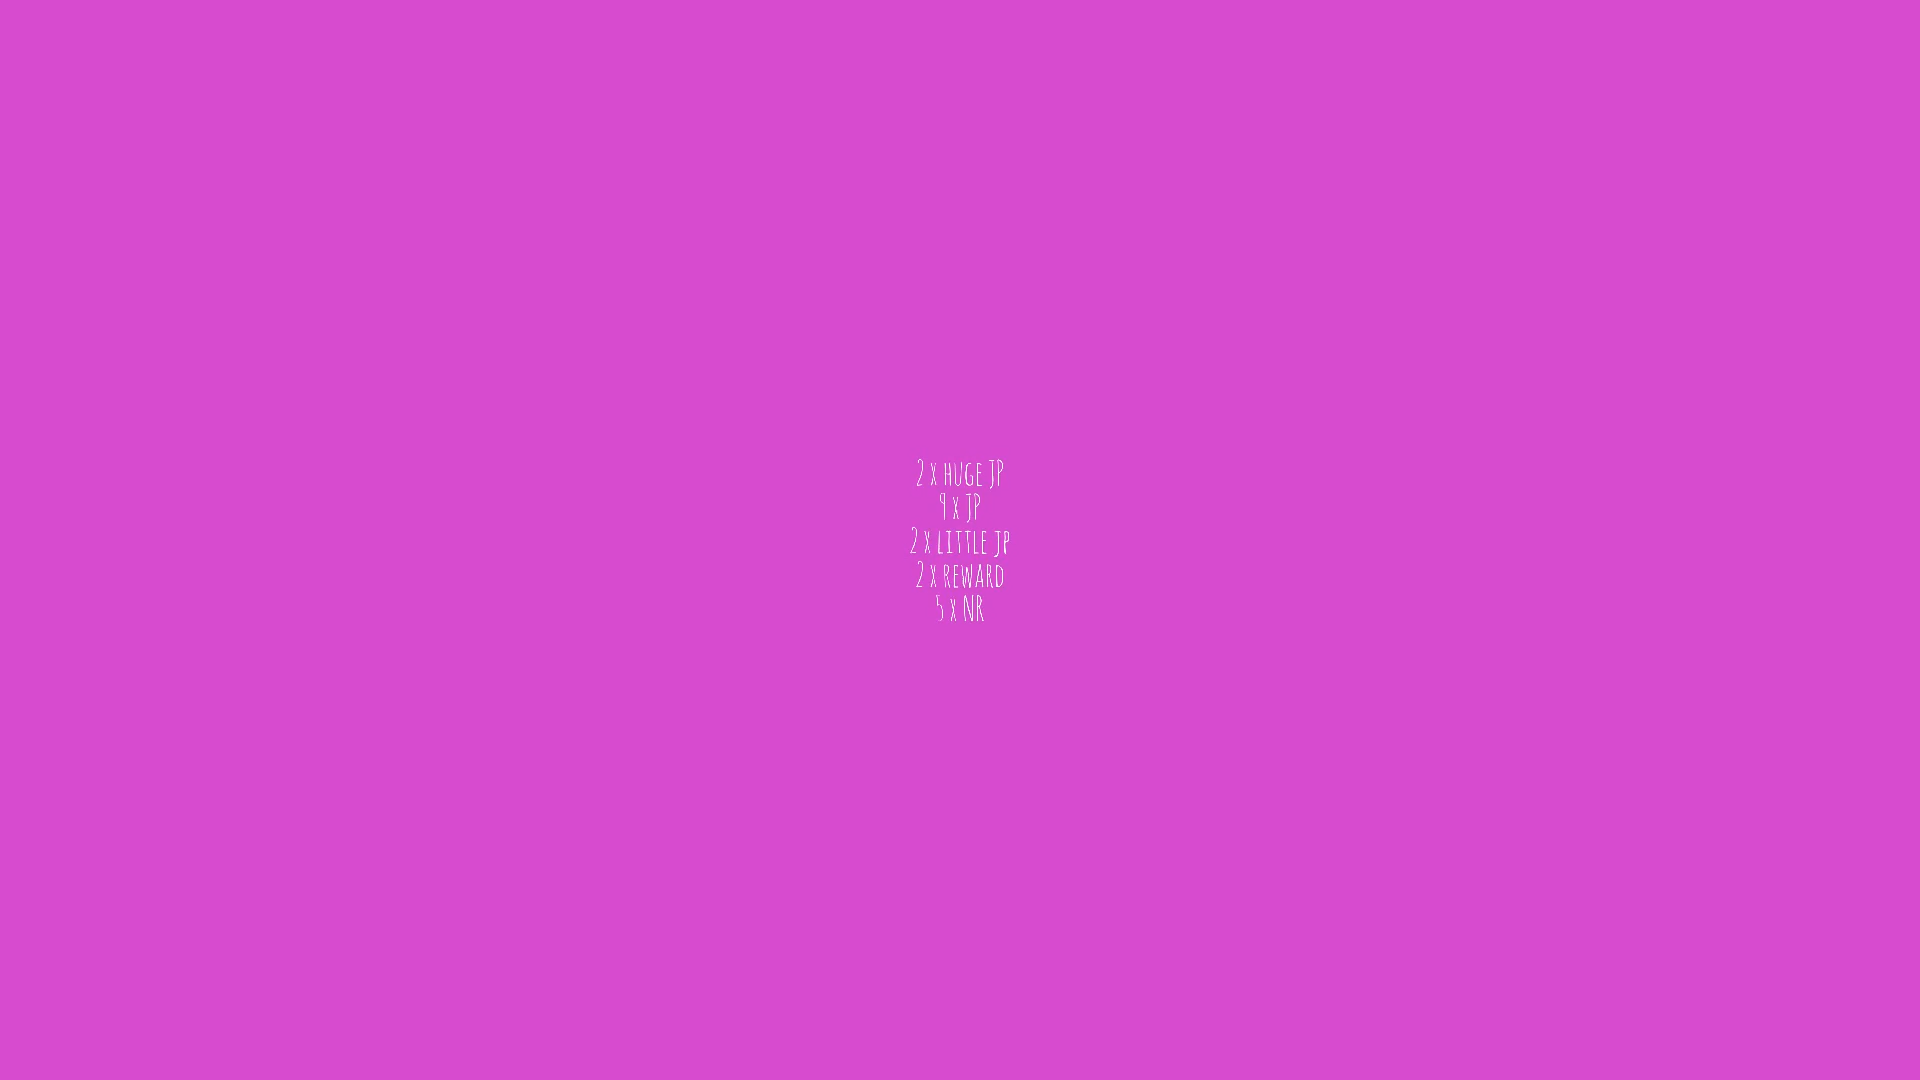 2 x HUGE JP
9 x JP
2 x LITTLE JP
2 x REWARD
5 x NR